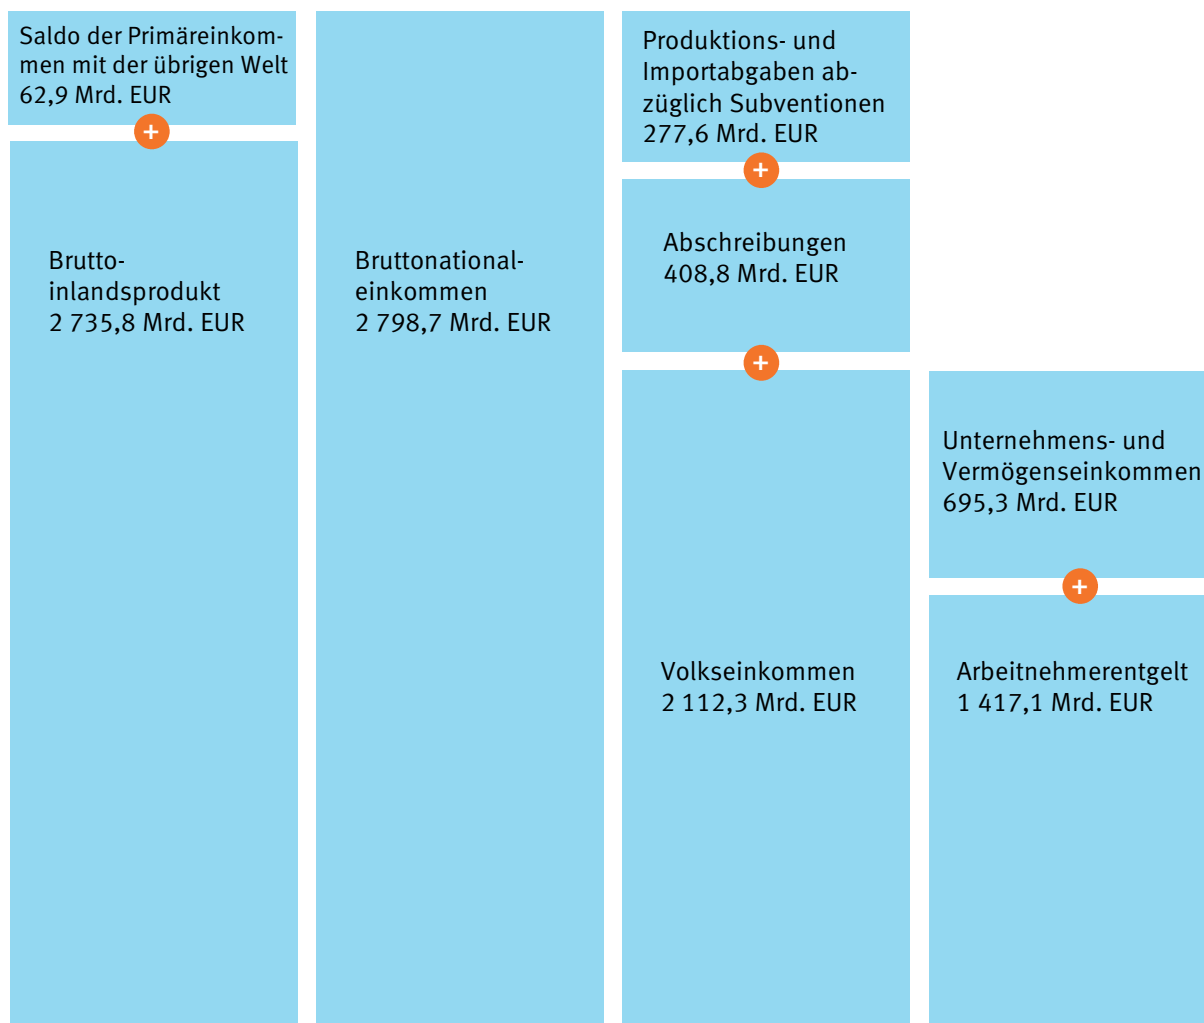 Saldo der Primäreinkom-
men mit der übrigen Welt
62,9 Mrd. EUR
+
Brutto-
inlandsprodukt
2 735,8 Mrd. EUR
Bruttonational-
einkommen
2 798,7 Mrd. EUR
Produktions- und
Importabgaben ab-
züglich Subventionen
277,6 Mrd. EUR
+
Abschreibungen
408,8 Mrd. EUR
+
Volkseinkommen
2 112,3 Mrd. EUR
Unternehmens- und
Vermögenseinkommen
695,3 Mrd. EUR
+
Arbeitnehmerentgelt
1 417,1 Mrd. EUR